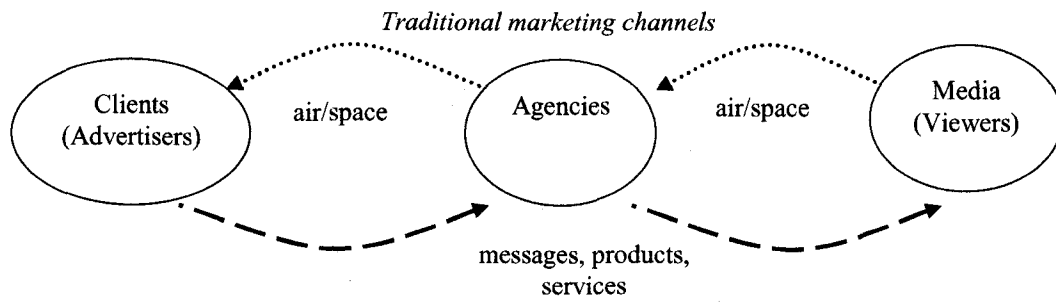 Traditional marketing channels
Clients
(Advertisers)
air/space
Agencies
air/space
Media
(Viewers)
messages, products,
services